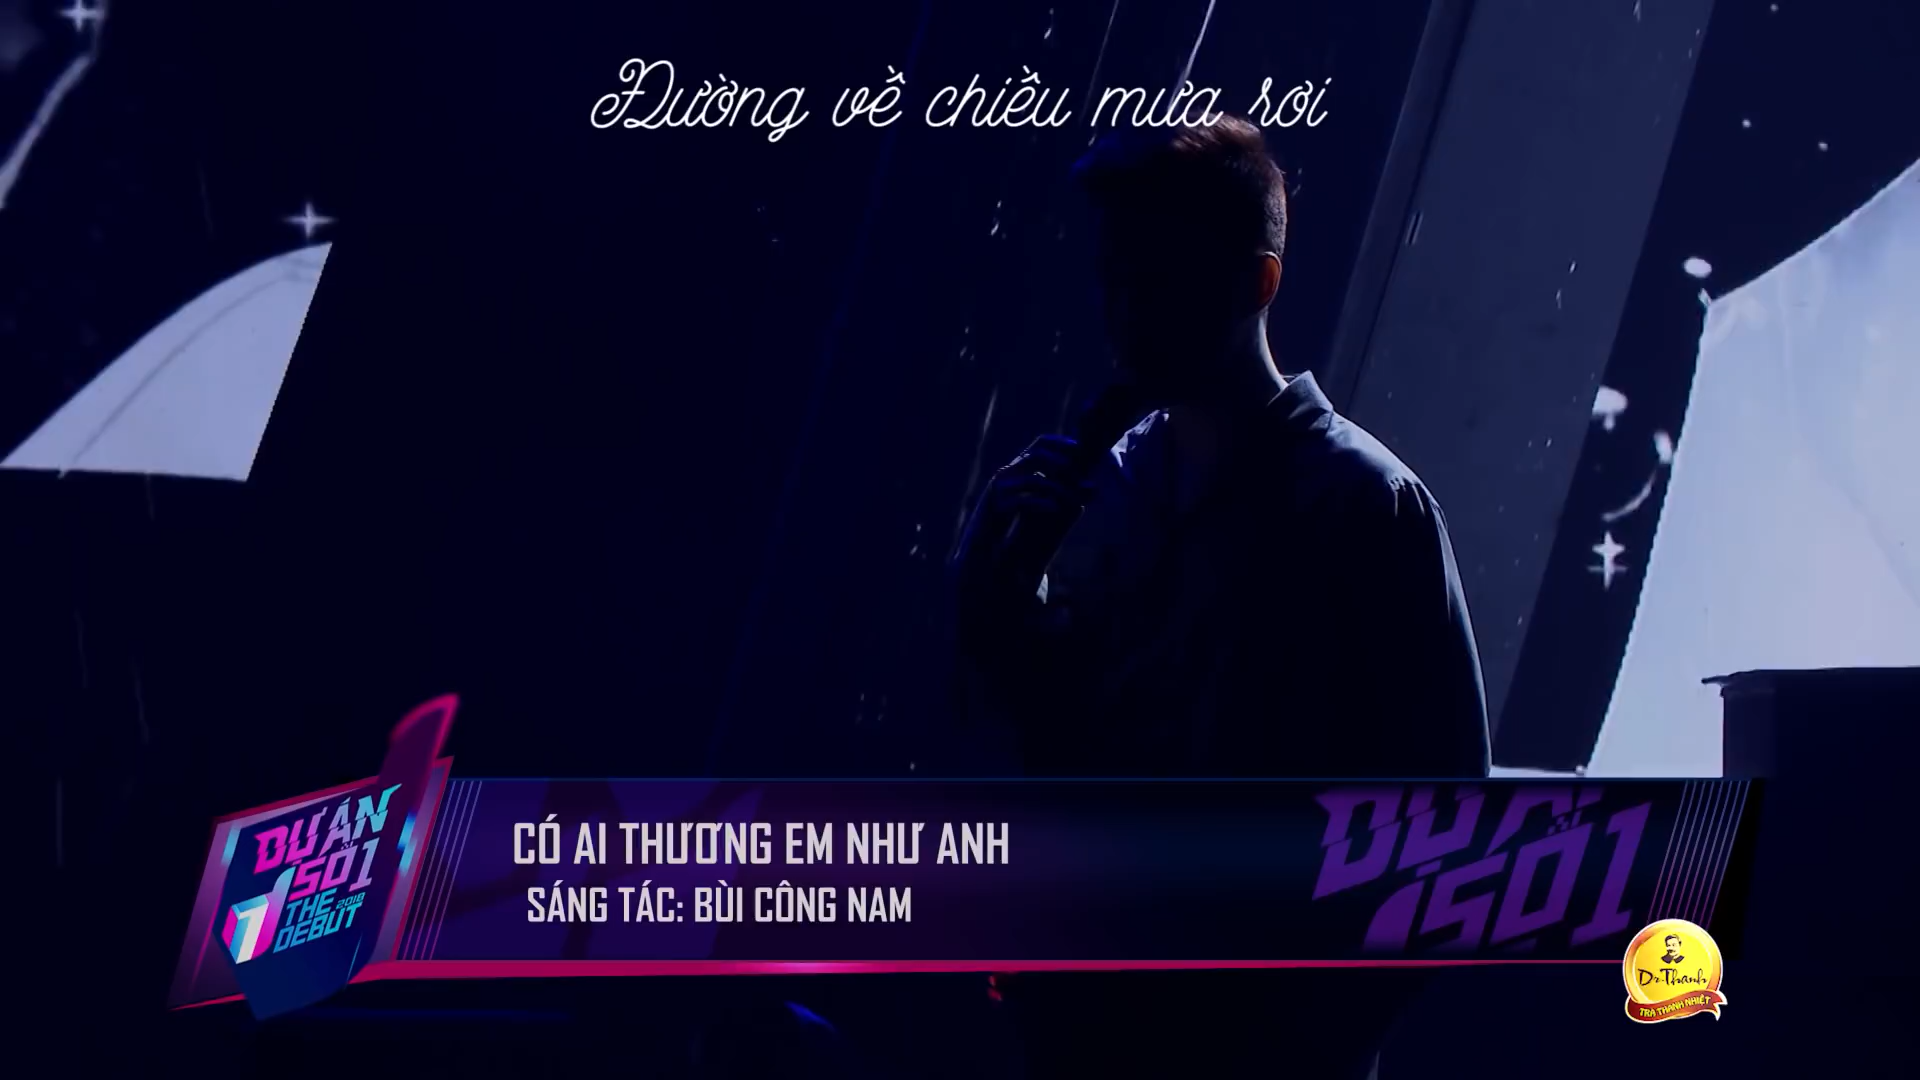 Đường về chiều mưa rơi
CÓ AI THƯƠNG EM NHƯ ANH
SÁNG TÁC: BÙI CÔNG NAM
DỰ ÁN
SỐ 1
THE 2018
DEBUT
DỰ ÁN
SỐ 1
Dr.Thanh
TRÀ THANH NHIỆT